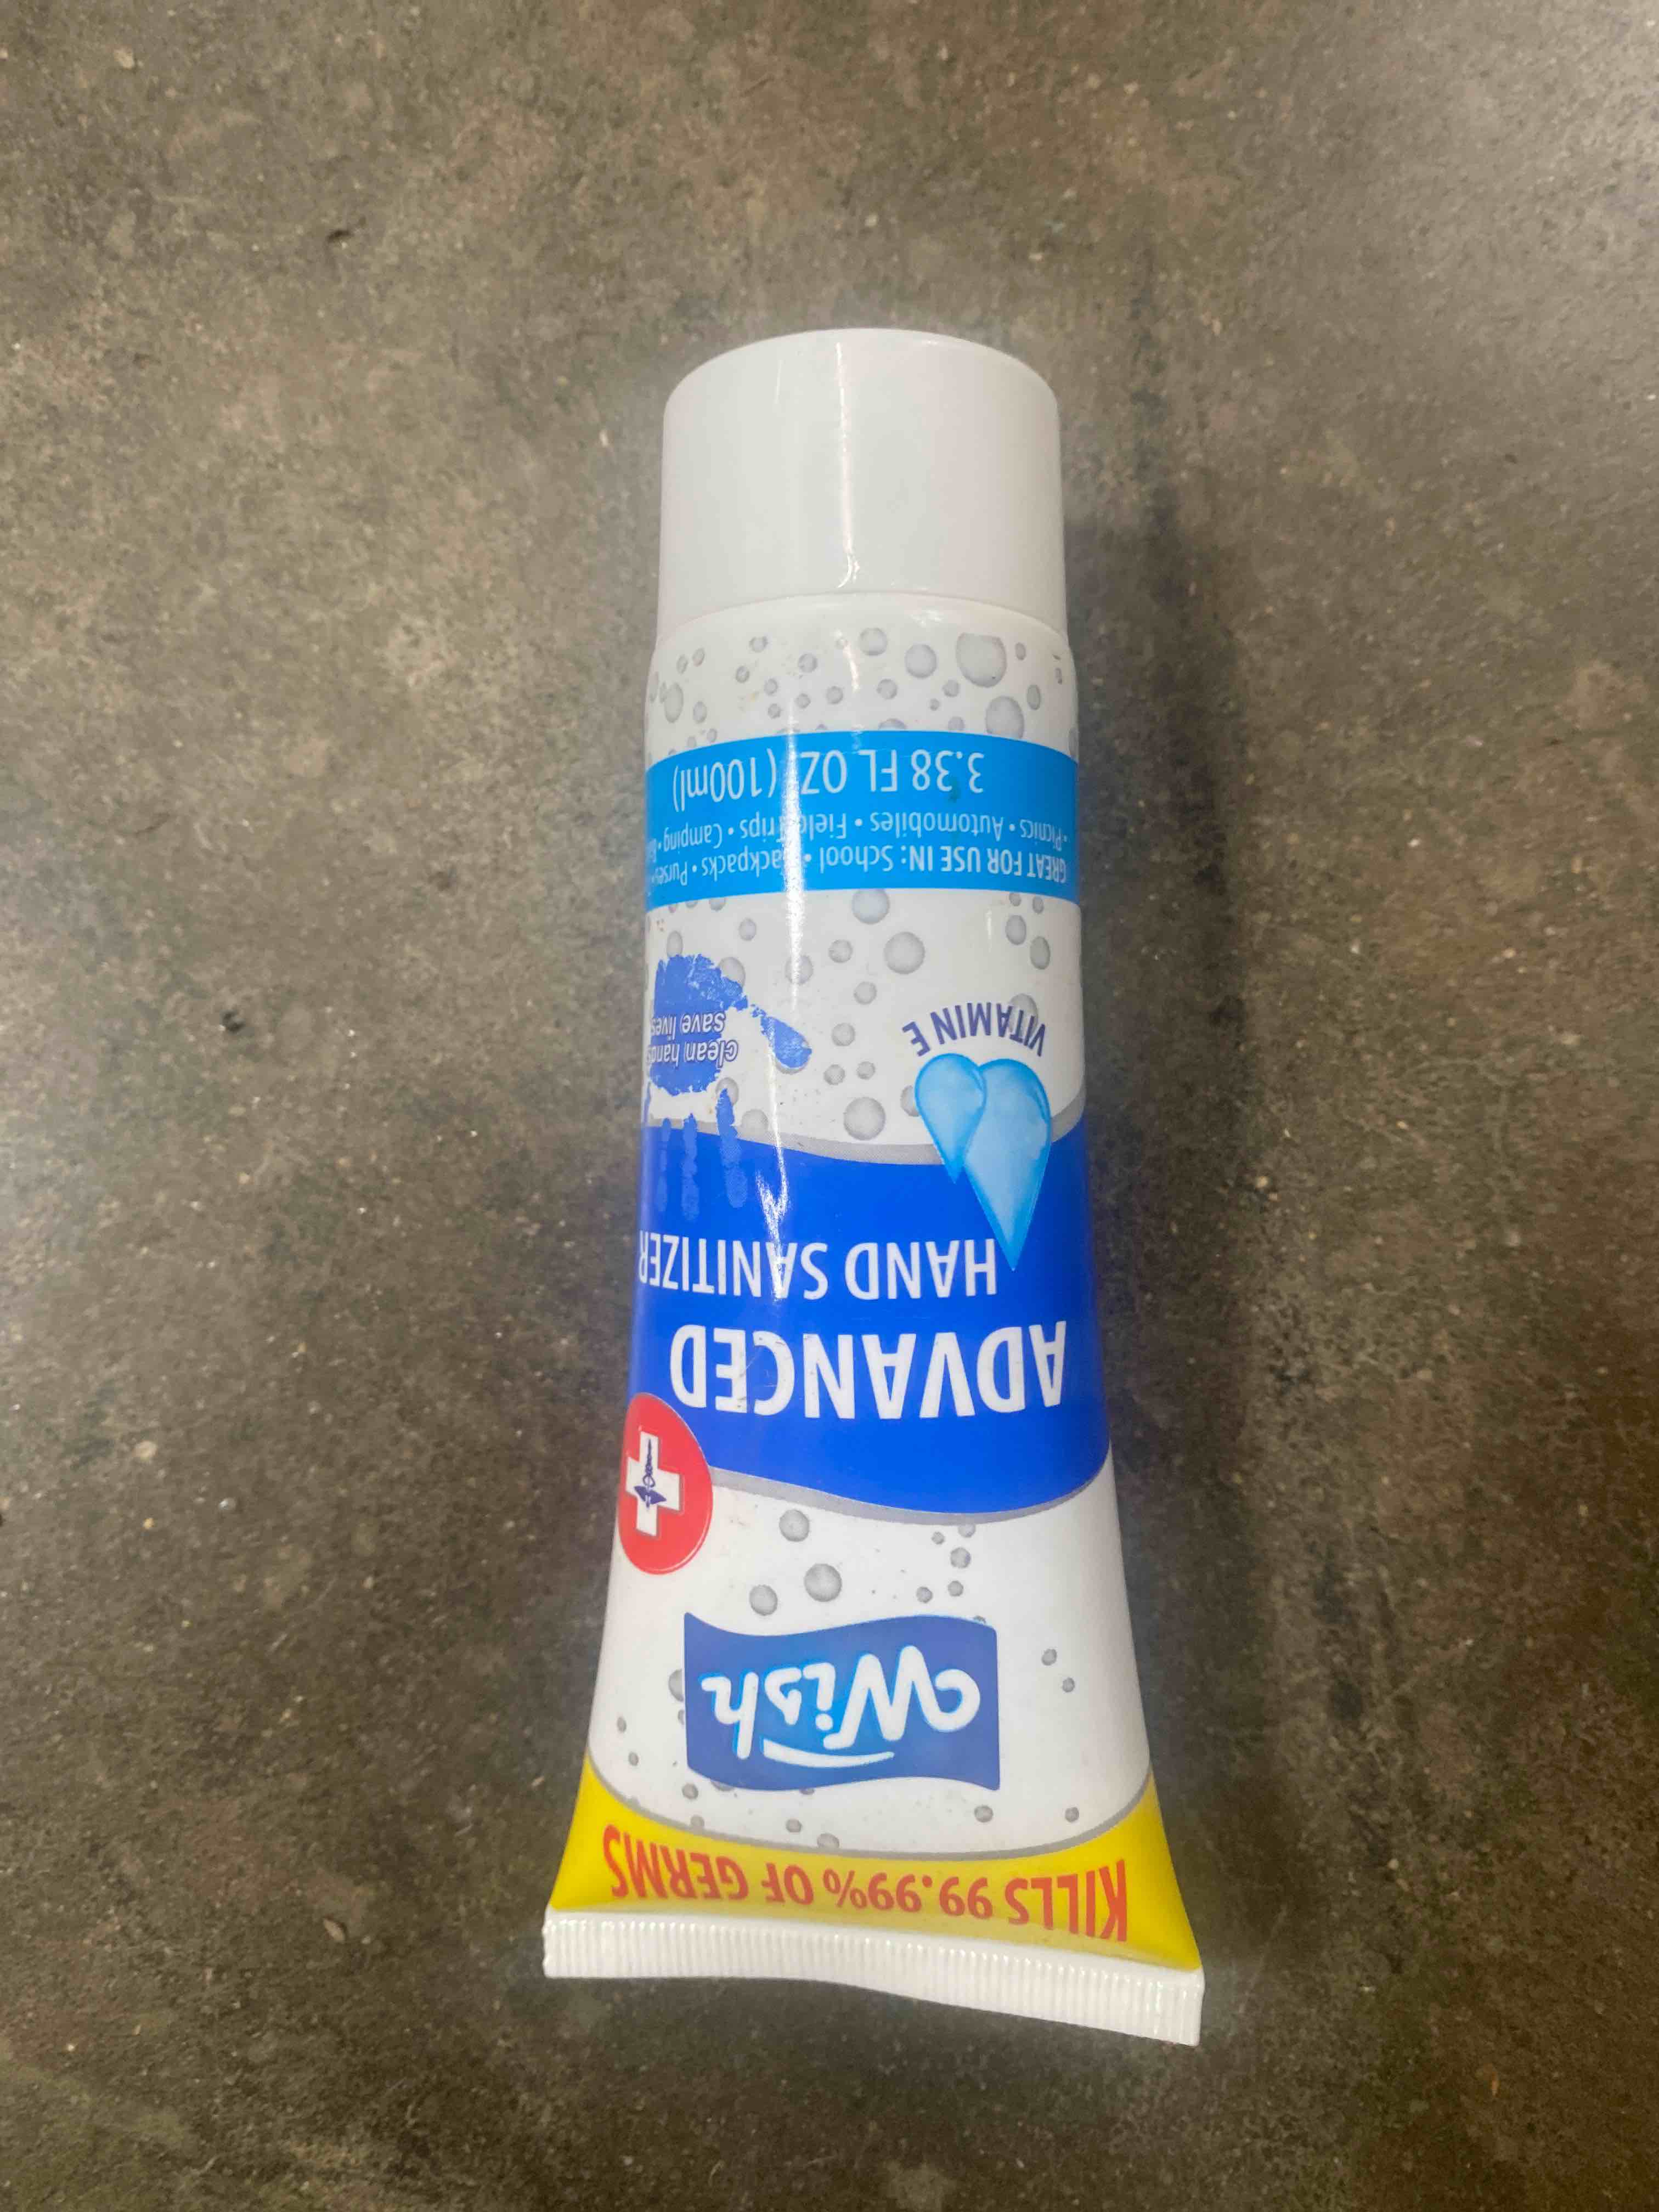 KILLS 99.99% OF GERMS
Wish
ADVANCED
HAND SANITIZER
VITAMIN E
clean hands
save lives
GREAT FOR USE IN: School • Backpacks • Purses •
• Picnics • Automobiles • Field Trips • Camping •
3.38 FL OZ (100ml)